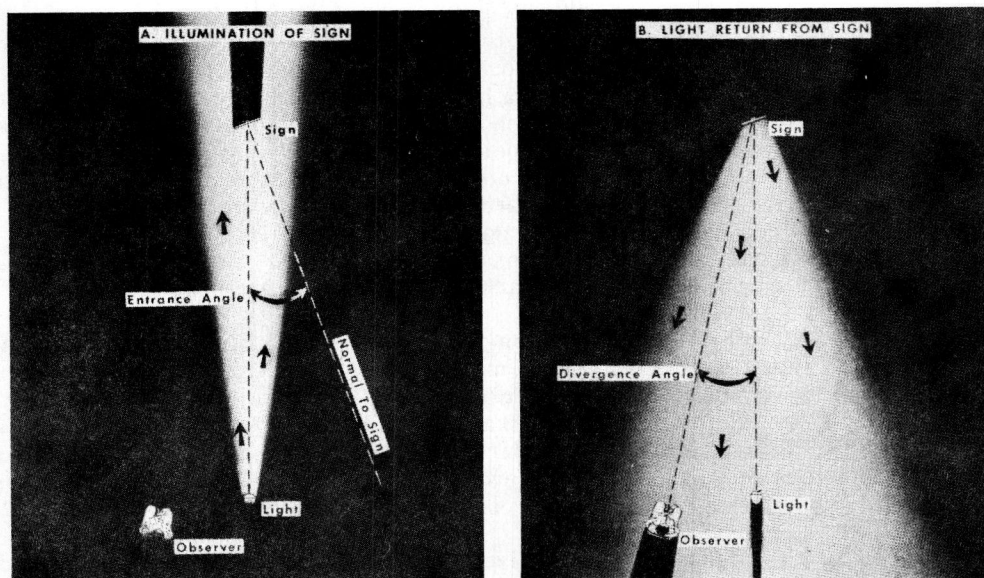 A. ILLUMINATION OF SIGN
Sign
Entrance Angle
Normal To Sign
Light
Observer
B. LIGHT RETURN FROM SIGN
Sign
Divergence Angle
Light
Observer